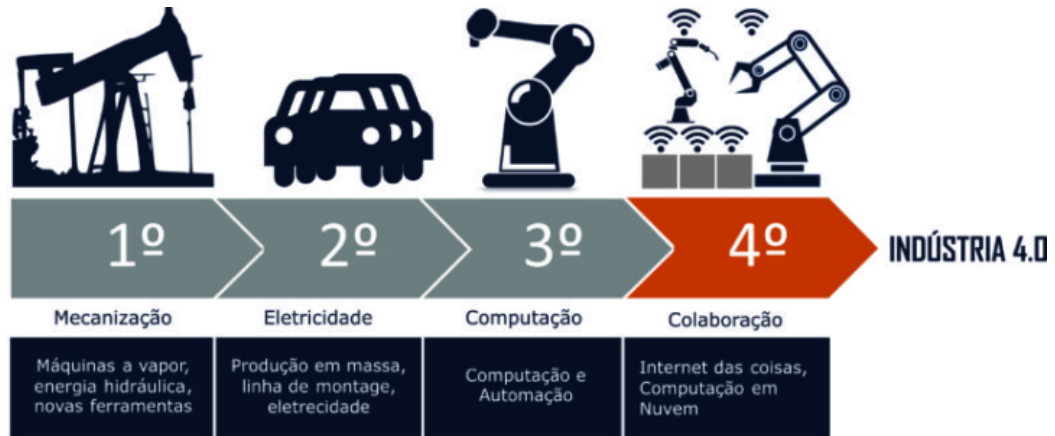 1º
2º
3º
4º
INDÚSTRIA 4.0
Mecanização
Eletricidade
Computação
Colaboração
Máquinas a vapor,
energia hidráulica,
novas ferramentas
Produção em massa,
linha de montage,
eletrecidade
Computação e
Automação
Internet das coisas,
Computação em
Nuvem